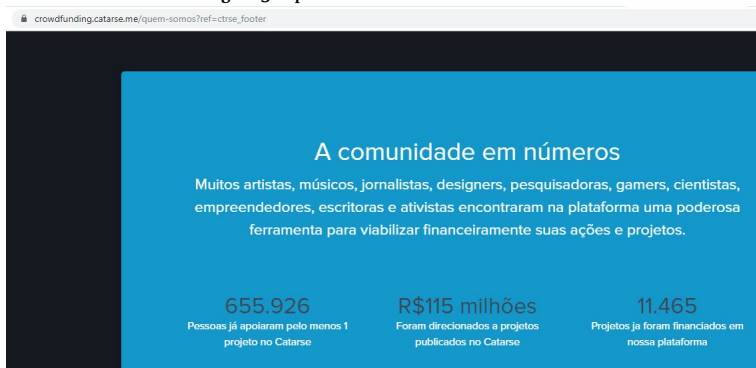 crowdfunding.catarse.me/quem-somos?ref=ctrse_footer
A comunidade em números
Muitos artistas, músicos, jornalistas, designers, pesquisadoras, gamers, cientistas,
empreendedores, escritoras e ativistas encontraram na plataforma uma poderosa
ferramenta para viabilizar financeiramente suas ações e projetos.
655.926
Pessoas já apoiaram pelo menos 1
projeto no Catarse
R$115 milhões
Foram direcionados a projetos
publicados no Catarse
11.465
Projetos ja foram financiados em
nossa plataforma